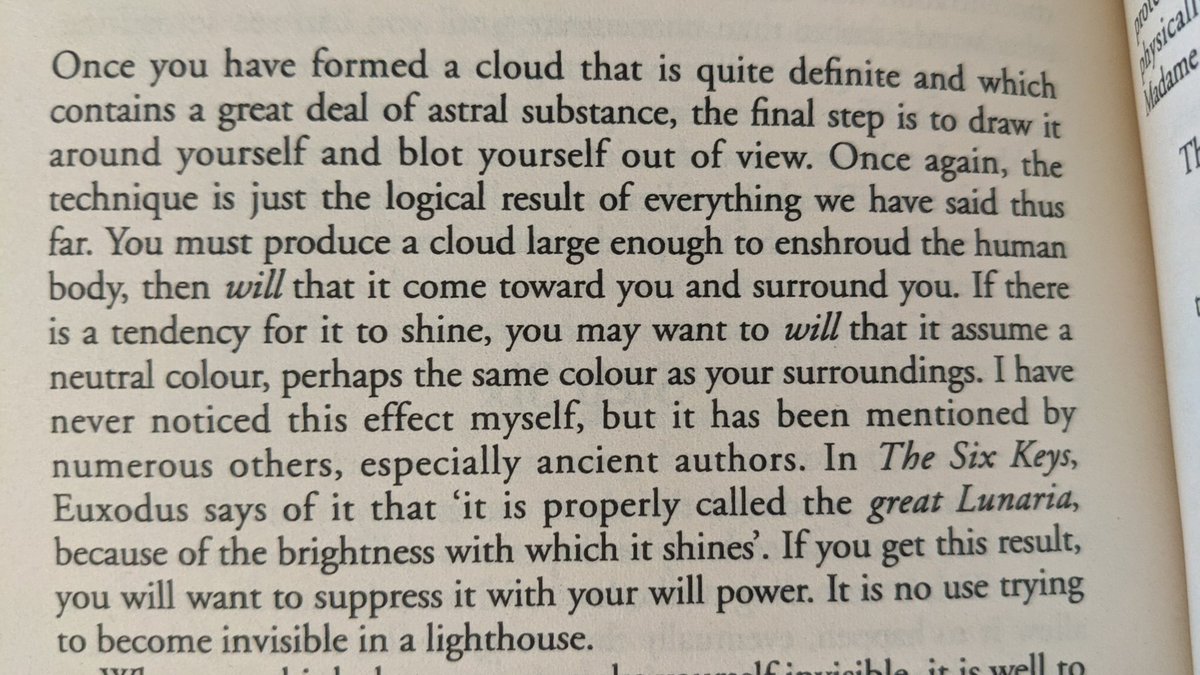 Once you have formed a cloud that is quite definite and which
contains a great deal of astral substance, the final step is to draw it
around yourself and blot yourself out of view. Once again, the
technique is just the logical result of everything we have said thus
far. You must produce a cloud large enough to enshroud the human
body, then will that it come toward you and surround you. If there
is a tendency for it to shine, you may want to will that it assume a
neutral colour, perhaps the same colour as your surroundings. I have
never noticed this effect myself, but it has been mentioned by
numerous others, especially ancient authors. In The Six Keys,
Euxodus says of it that ‘it is properly called the great Lunaria,
because of the brightness with which it shines’. If you get this result,
you will want to suppress it with your will power. It is no use trying
to become invisible in a lighthouse.
invisible, it is well to
physically
Madame